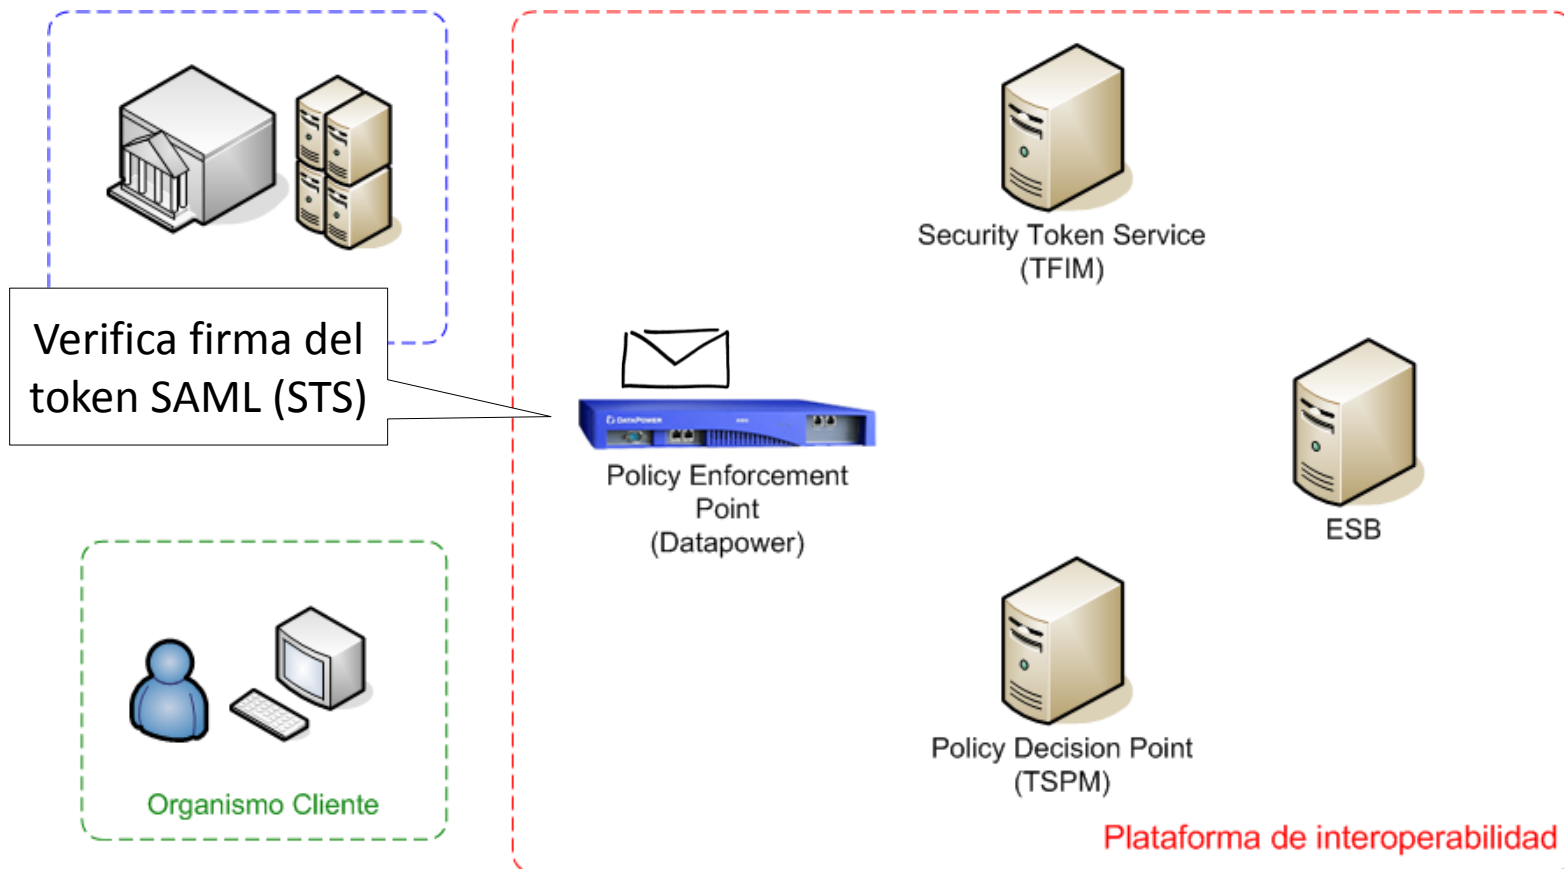 Security Token Service
(TFIM)
Verifica firma del
token SAML (STS)
DATAPOWER
Policy Enforcement
Point
(Datapower)
ESB
Policy Decision Point
(TSPM)
Organismo Cliente
Plataforma de interoperabilidad